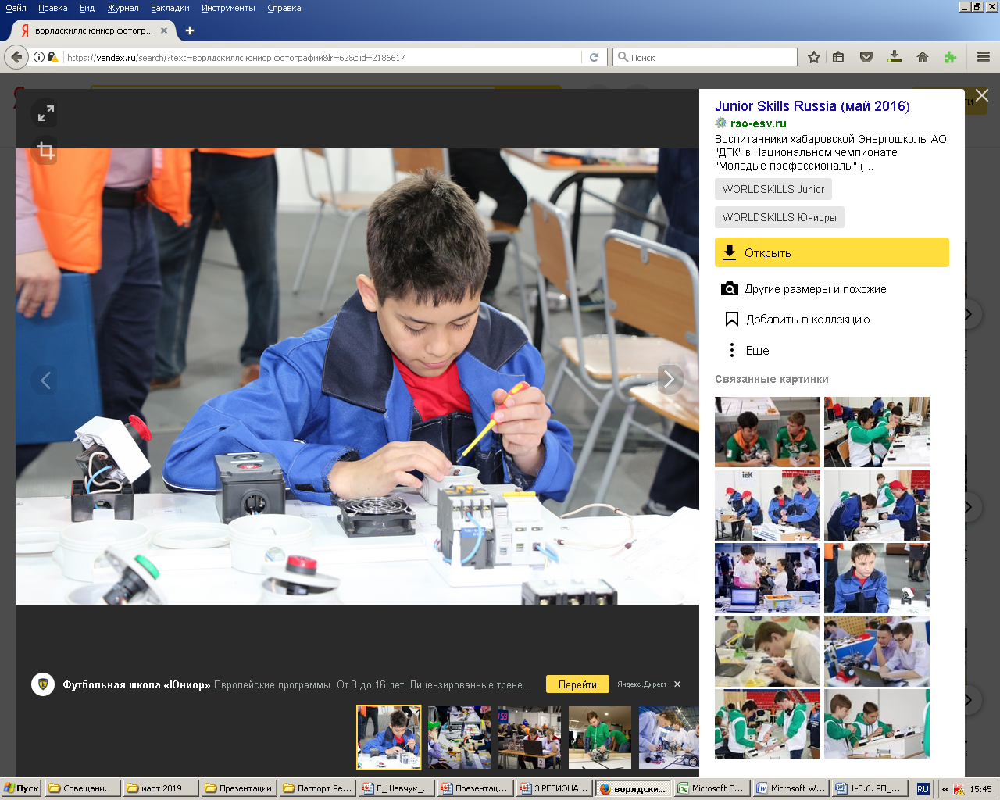 Файл Правка Вид Журнал Закладки Инструменты Справка
ворлдскиллс юниор фотогр...
https://yandex.ru/search/?text=ворлдскиллс юниор фотографии&lr=62&clid=2186617
Поиск
Junior Skills Russia (май 2016)
rao-esv.ru
Воспитанники хабаровской Энергошколы АО
"ДГК" в Национальном чемпионате
"Молодые профессионалы" (...
WORLDSKILLS Junior
WORLDSKILLS Юниоры
Открыть
Другие размеры и похожие
Добавить в коллекцию
Еще
Связанные картинки
iEK
Футбольная школа «Юниор» Европейские программы. От 3 до 16 лет. Лицензированные трене...
Перейти
Яндекс.Директ
Пуск
Совещани...
март 2019
Презентации
Паспорт Ре...
Е_Шевчук_...
Презентац...
3 РЕГИОНА...
ворлдски...
Microsoft E...
Microsoft W...
1-3.6. РП_...
RU
15:45